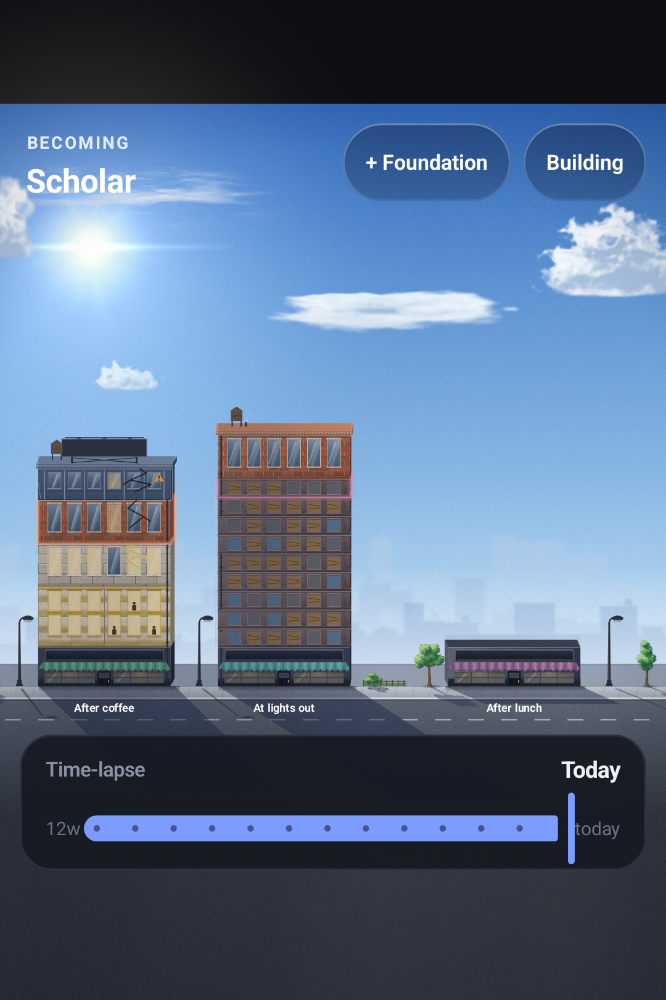 BECOMING
Scholar
+ Foundation
Building
After coffee
At lights out
After lunch
Time-lapse
Today
12w
today